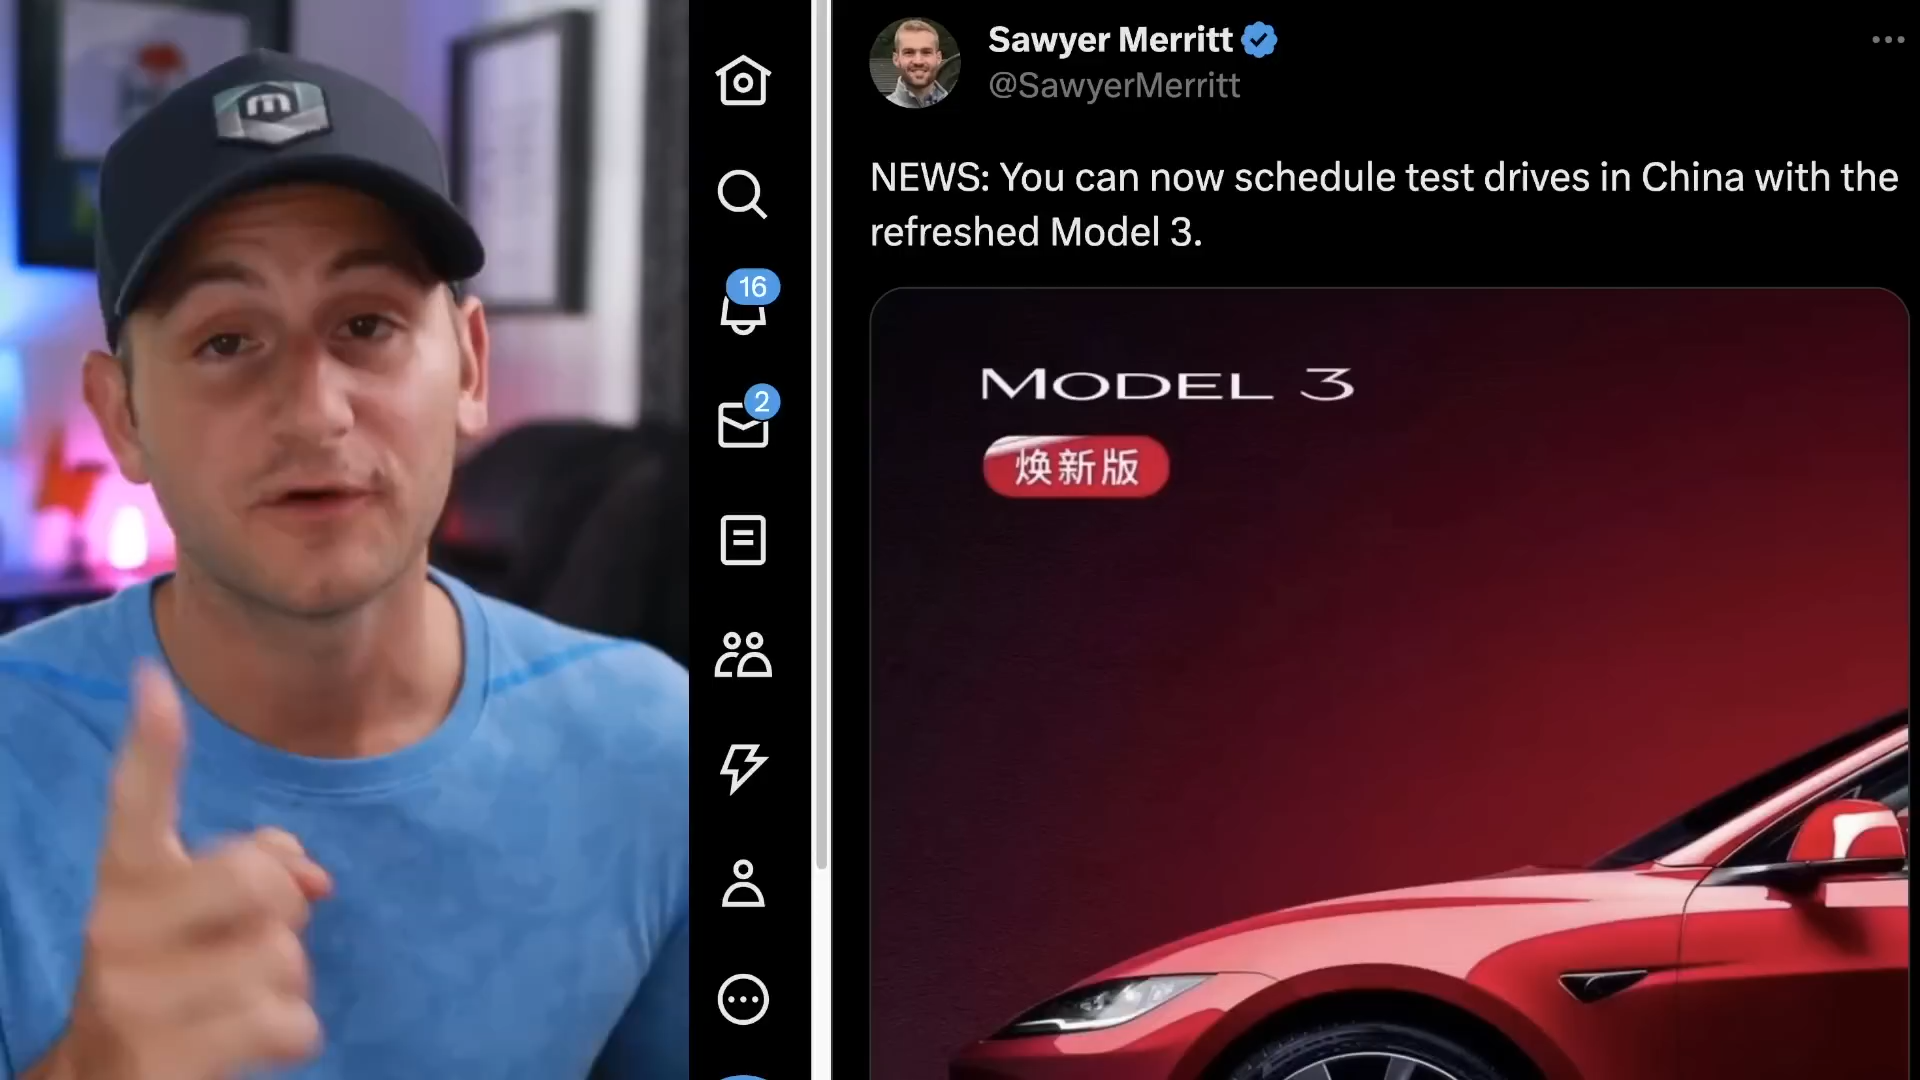 m
Sawyer Merritt
@SawyerMerritt
NEWS: You can now schedule test drives in China with the
refreshed Model 3.
16
2
MODEL 3
焕新版